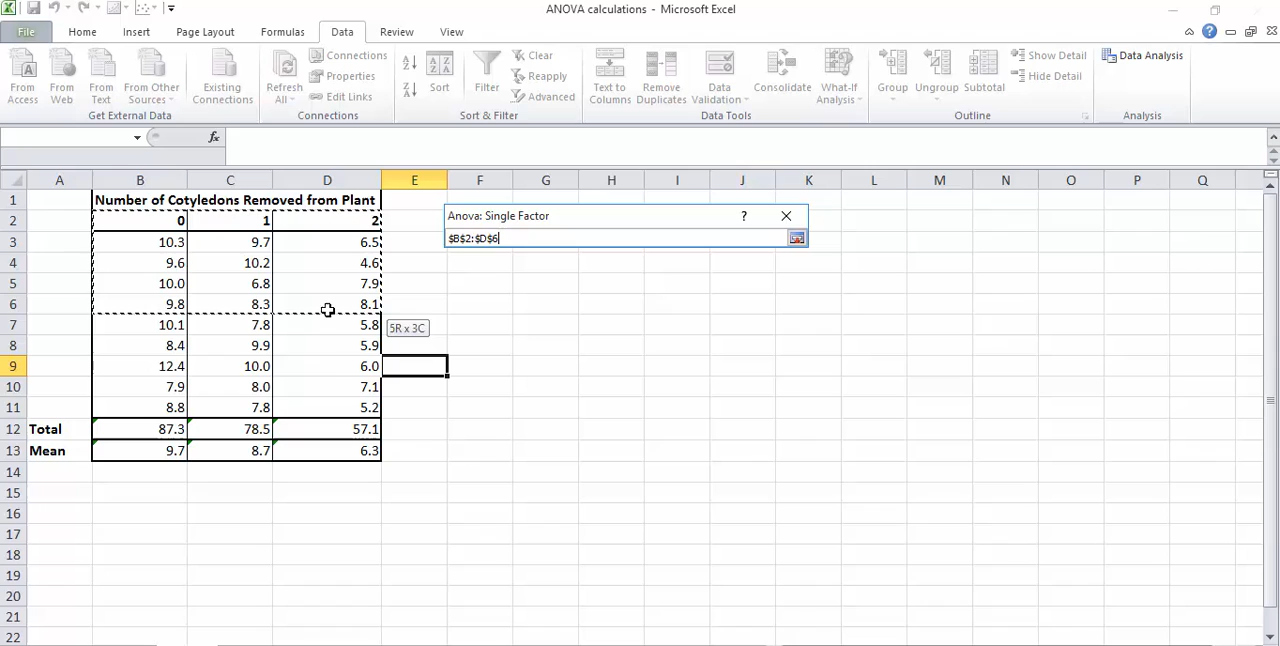 ANOVA calculations - Microsoft Excel
File Home Insert Page Layout Formulas Data Review View
From Access
From Web
From Text
From Other Sources
Existing Connections
Get External Data
Refresh All
Connections
Properties
Edit Links
Connections
Sort
Filter
Clear
Reapply
Advanced
Sort & Filter
Text to Columns
Remove Duplicates
Data Validation
Consolidate
What-If Analysis
Data Tools
Group
Ungroup
Subtotal
Show Detail
Hide Detail
Outline
Data Analysis
Analysis
fx
A B C D E F G H I J K L M N O P Q
1 Number of Cotyledons Removed from Plant
2 0 1 2
3 10.3 9.7 6.5
4 9.6 10.2 4.6
5 10.0 6.8 7.9
6 9.8 8.3 8.1
7 10.1 7.8 5.8
8 8.4 9.9 5.9
9 12.4 10.0 6.0
10 7.9 8.0 7.1
11 8.8 7.8 5.2
12 Total 87.3 78.5 57.1
13 Mean 9.7 8.7 6.3
14
15
16
17
18
19
20
21
22
Anova: Single Factor ?
$B$2:$D$6
5R x 3C